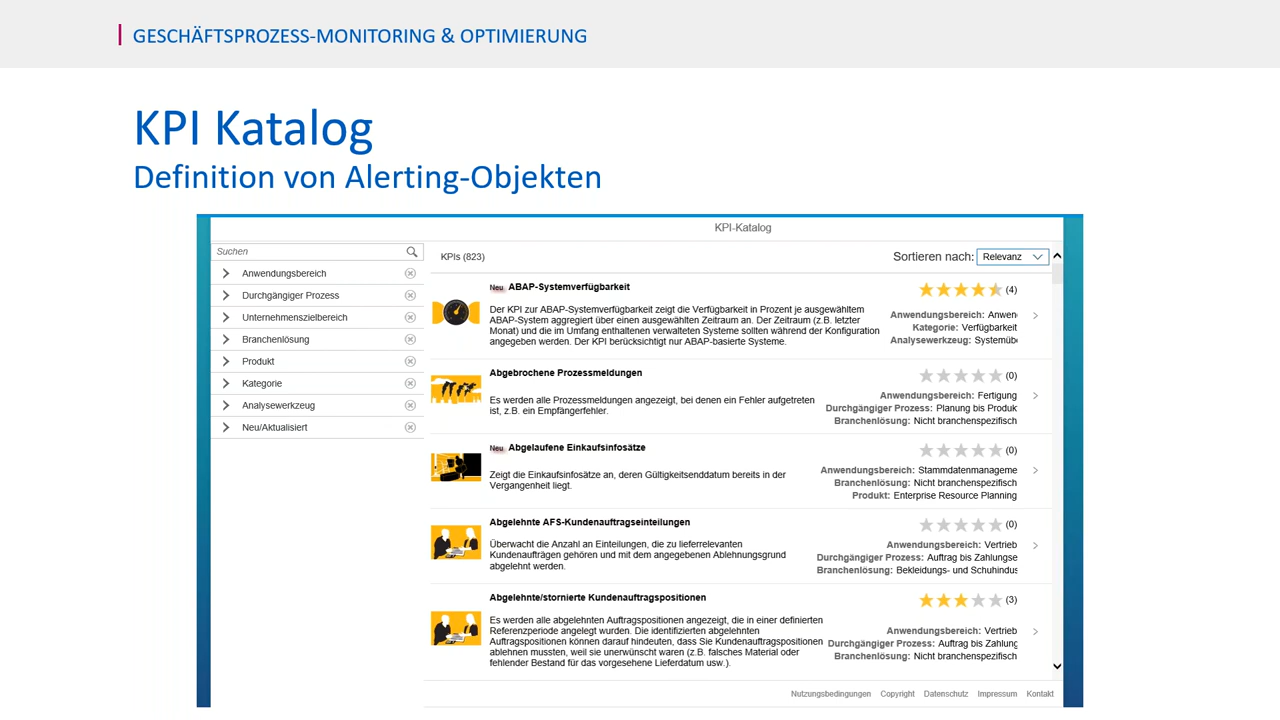 GESCHÄFTSPROZESS-MONITORING & OPTIMIERUNG
KPI Katalog
Definition von Alerting-Objekten
KPI-Katalog
Suchen
Anwendungsbereich
Durchgängiger Prozess
Unternehmenszielbereich
Branchenlösung
Produkt
Kategorie
Analysewerkzeug
Neu/Aktualisiert
KPIs (823)
Sortieren nach: Relevanz
Neu ABAP-Systemverfügbarkeit
Der KPI zur ABAP-Systemverfügbarkeit zeigt die Verfügbarkeit in Prozent je ausgewähltem
ABAP-System aggregiert über einen ausgewählten Zeitraum an. Der Zeitraum (z.B. letzter
Monat) und die im Umfang enthaltenen verwalteten Systeme sollten während der Konfiguration
angegeben werden. Der KPI berücksichtigt nur ABAP-basierte Systeme.
(4)
Anwendungsbereich: Anwen
Kategorie: Verfügbarkeit
Analysewerkzeug: Systemüb
Abgebrochene Prozessmeldungen
Es werden alle Prozessmeldungen angezeigt, bei denen ein Fehler aufgetreten
ist, z.B. ein Empfängerfehler.
(0)
Anwendungsbereich: Fertigung
Durchgängiger Prozess: Planung bis Produk
Branchenlösung: Nicht branchenspezifisch
Neu Abgelaufene Einkaufsinfosätze
Zeigt die Einkaufsinfosätze an, deren Gültigkeitsenddatum bereits in der
Vergangenheit liegt.
(0)
Anwendungsbereich: Stammdatenmanageme
Branchenlösung: Nicht branchenspezifisch
Produkt: Enterprise Resource Planning
Abgelehnte AFS-Kundenauftragseinteilungen
Überwacht die Anzahl an Einteilungen, die zu lieferrelevanten
Kundenaufträgen gehören und mit dem angegebenen Ablehnungsgrund
abgelehnt werden.
(0)
Anwendungsbereich: Vertrieb
Durchgängiger Prozess: Auftrag bis Zahlungse
Branchenlösung: Bekleidungs- und Schuhindus
Abgelehnte/stornierte Kundenauftragspositionen
Es werden alle abgelehnten Auftragspositionen angezeigt, die in einer definierten
Referenzperiode angelegt wurden. Die identifizierten abgelehnten
Auftragspositionen können darauf hindeuten, dass Sie Kundenauftragspositionen
ablehnen mussten, weil sie unerwünscht waren (z.B. falsches Material oder
fehlender Bestand für das vorgesehene Lieferdatum usw.).
(3)
Anwendungsbereich: Vertrieb
Durchgängiger Prozess: Auftrag bis Zahlung
Branchenlösung: Nicht branchenspezifisch
Nutzungsbedingungen Copyright Datenschutz Impressum Kontakt